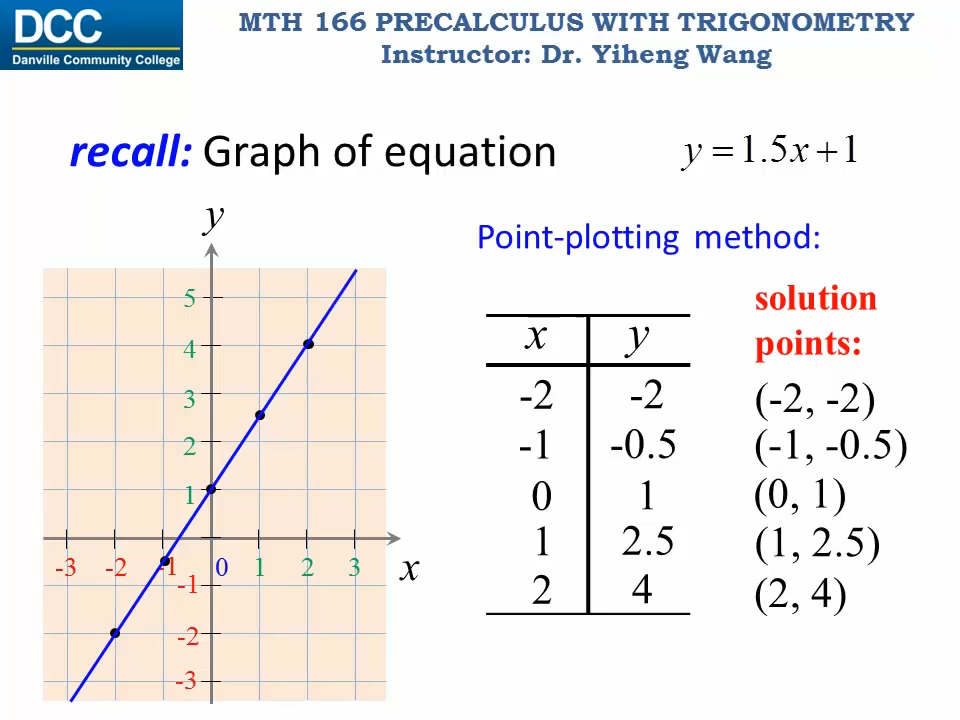 DCC
Danville Community College
MTH 166 PRECALCULUS WITH TRIGONOMETRY
Instructor: Dr. Yiheng Wang
recall: Graph of equation
y = 1.5x + 1
y
5
4
3
2
1
-3 -2 -1 0 1 2 3 x
-1
-2
-3
Point-plotting method:
x y
-2 -2
-1 -0.5
0 1
1 2.5
2 4
solution
points:
(-2, -2)
(-1, -0.5)
(0, 1)
(1, 2.5)
(2, 4)